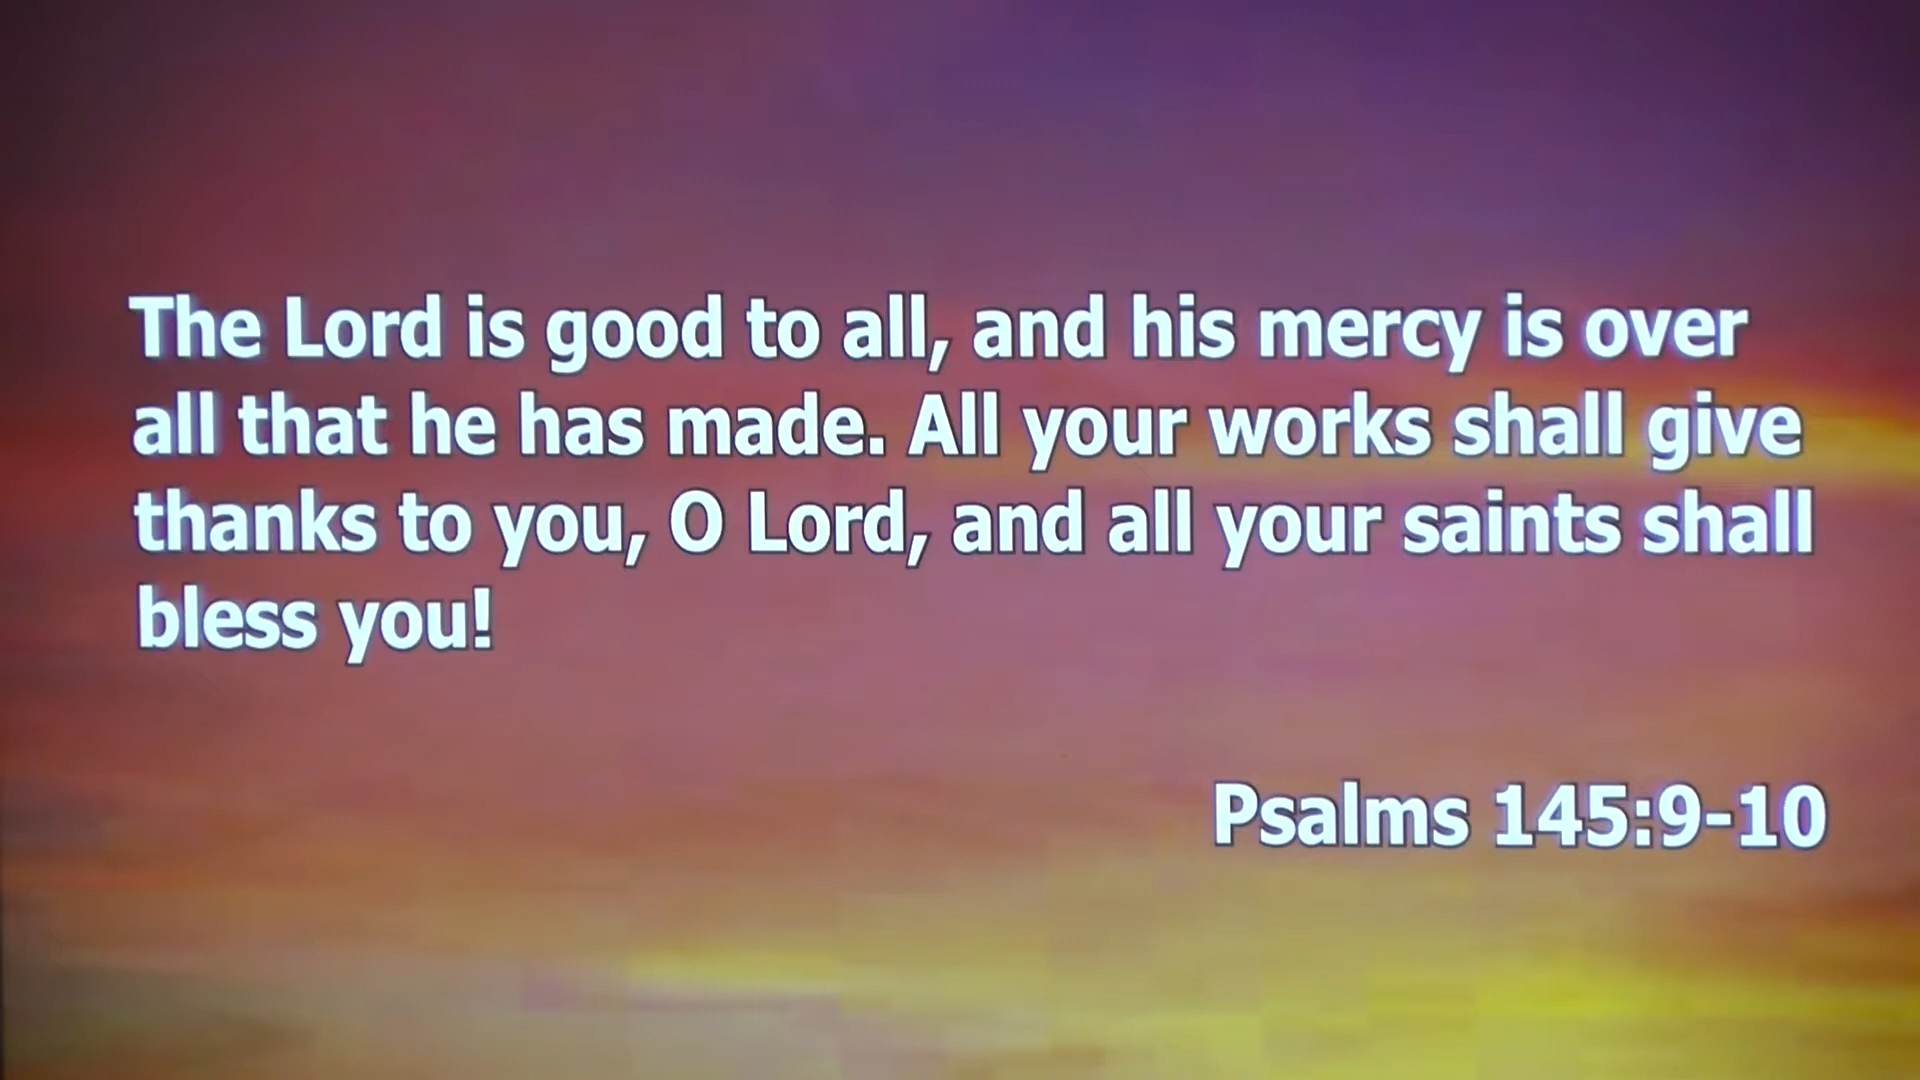 The Lord is good to all, and his mercy is over
all that he has made. All your works shall give
thanks to you, O Lord, and all your saints shall
bless you!
Psalms 145:9-10